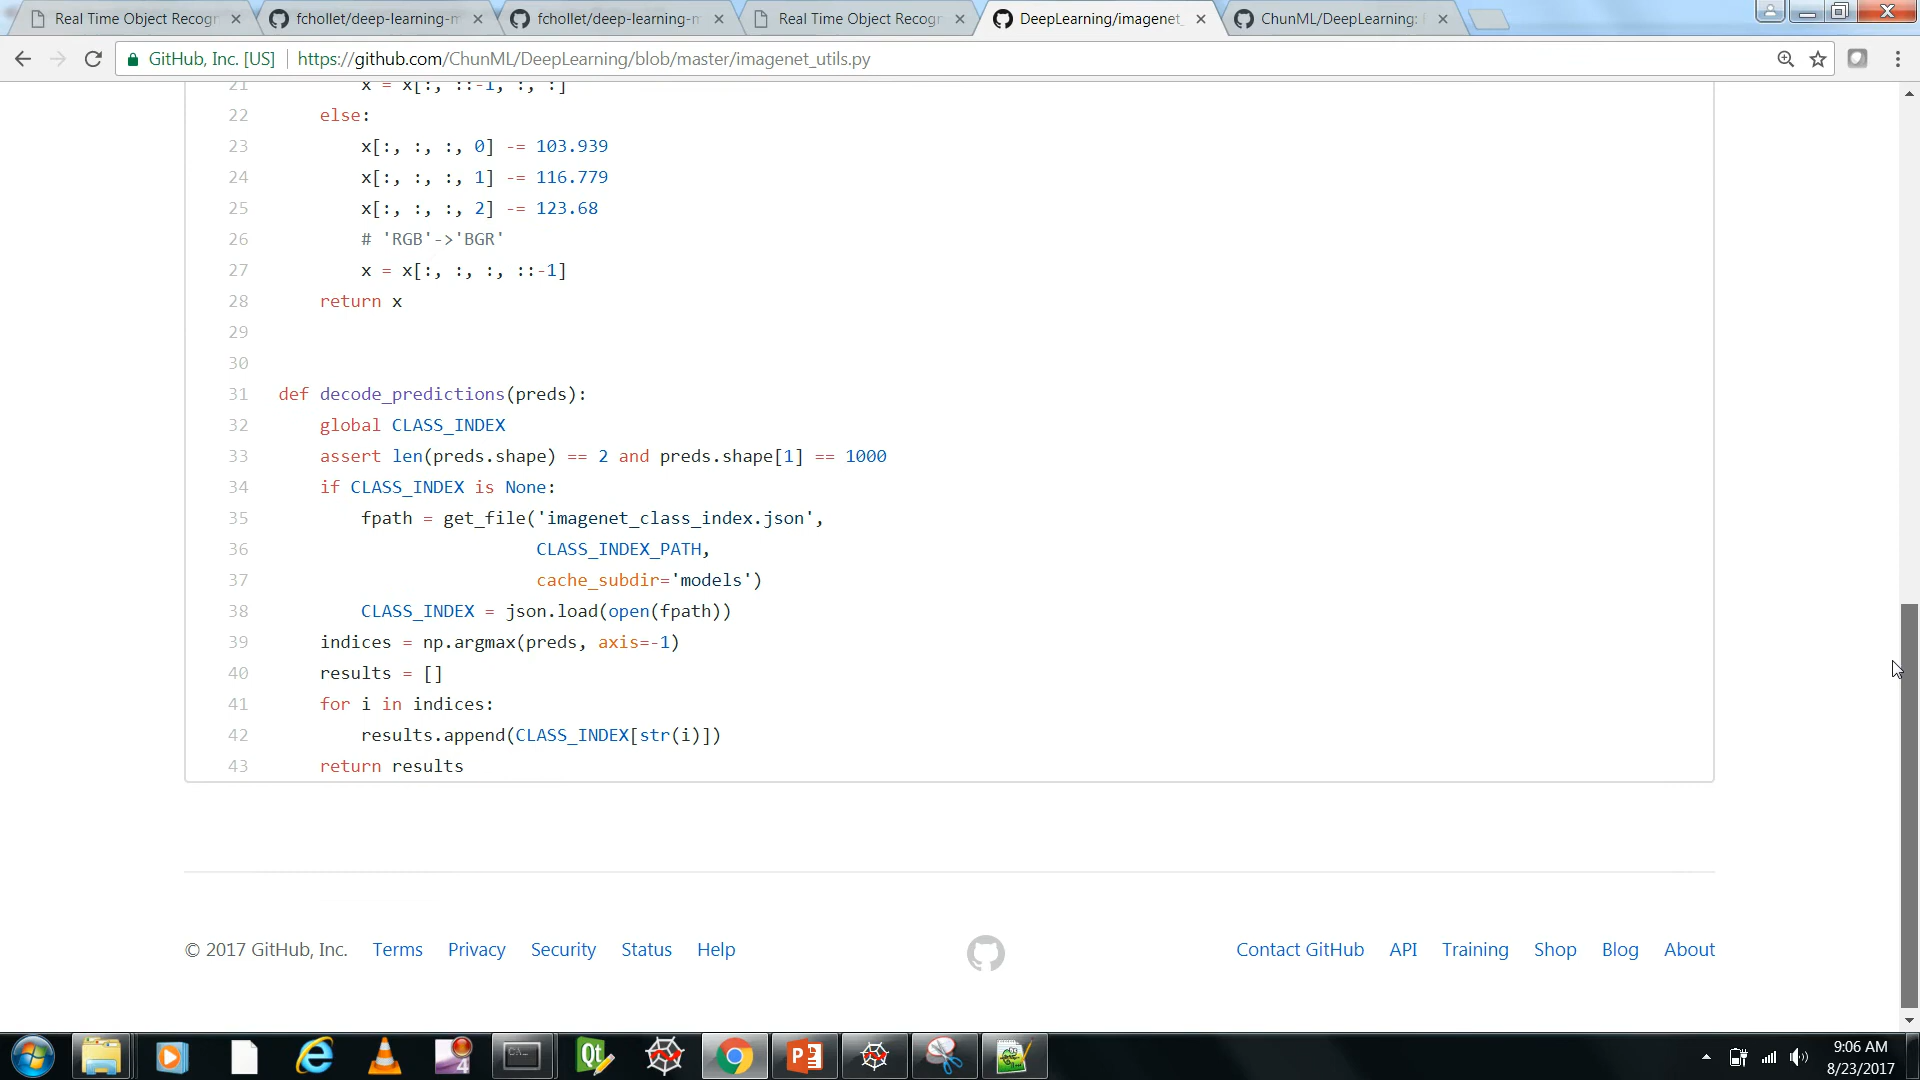 Real Time Object Recogn
fchollet/deep-learning-m
fchollet/deep-learning-m
Real Time Object Recogn
DeepLearning/imagenet_
ChunML/DeepLearning:
GitHub, Inc. [US]
https://github.com/ChunML/DeepLearning/blob/master/imagenet_utils.py
21 x = x[:, ::-1, :, :]
22 else:
23 x[:, :, :, 0] -= 103.939
24 x[:, :, :, 1] -= 116.779
25 x[:, :, :, 2] -= 123.68
26 # 'RGB'->'BGR'
27 x = x[:, :, :, ::-1]
28 return x
29
30
31 def decode_predictions(preds):
32 global CLASS_INDEX
33 assert len(preds.shape) == 2 and preds.shape[1] == 1000
34 if CLASS_INDEX is None:
35 fpath = get_file('imagenet_class_index.json',
36 CLASS_INDEX_PATH,
37 cache_subdir='models')
38 CLASS_INDEX = json.load(open(fpath))
39 indices = np.argmax(preds, axis=-1)
40 results = []
41 for i in indices:
42 results.append(CLASS_INDEX[str(i)])
43 return results
© 2017 GitHub, Inc. Terms Privacy Security Status Help
Contact GitHub API Training Shop Blog About
9:06 AM
8/23/2017